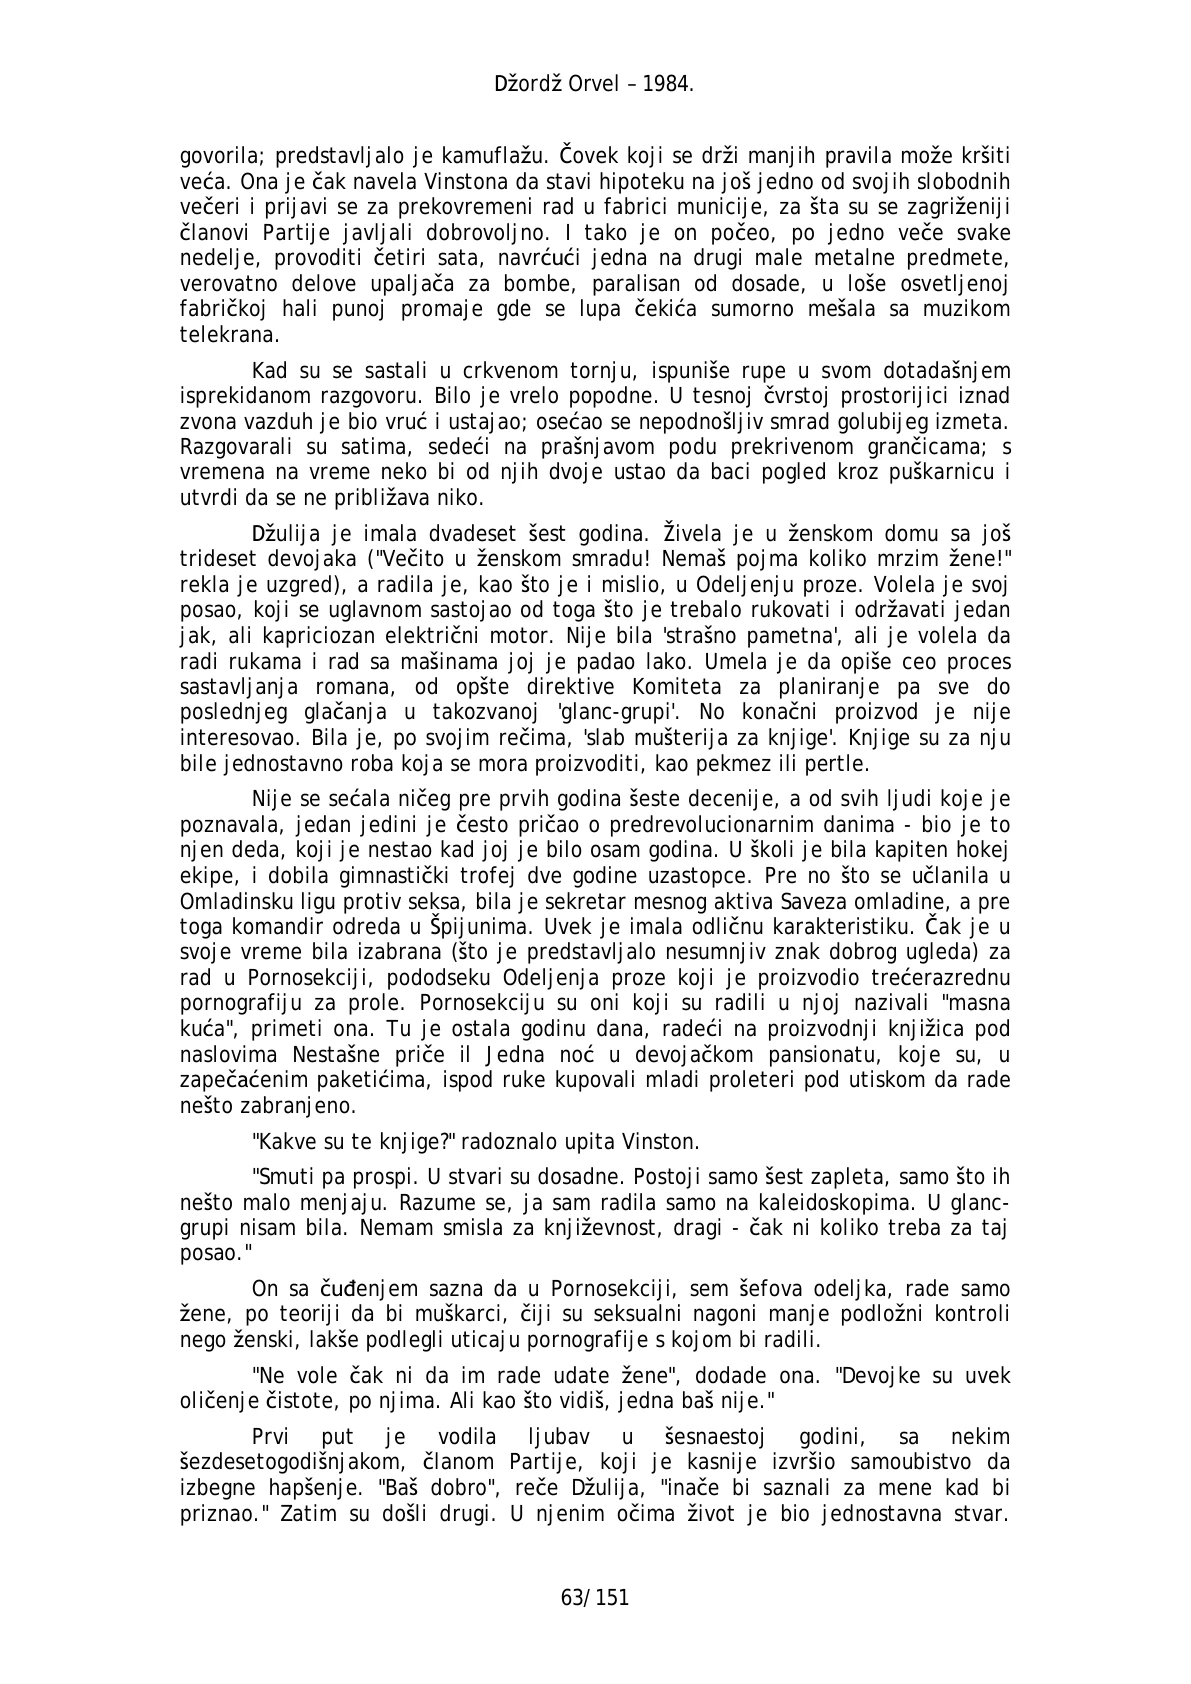 Džordž Orvel – 1984.
govorila; predstavljalo je kamuflažu. Čovek koji se drži manjih pravila može kršiti
veća. Ona je čak navela Vinstona da stavi hipoteku na još jedno od svojih slobodnih
večeri i prijavi se za prekovremeni rad u fabrici municije, za šta su se zagriženiji
članovi Partije javljali dobrovoljno. I tako je on počeo, po jedno veče svake
nedelje, provoditi četiri sata, navrćući jedna na drugi male metalne predmete,
verovatno delove upaljača za bombe, paralisan od dosade, u loše osvetljenoj
fabričkoj hali punoj promaje gde se lupa čekića sumorno mešala sa muzikom
telekrana.
Kad su se sastali u crkvenom tornju, ispuniše rupe u svom dotadašnjem
isprekidanom razgovoru. Bilo je vrelo popodne. U tesnoj čvrstoj prostorijici iznad
zvona vazduh je bio vruć i ustajao; osećao se nepodnošljiv smrad golubijeg izmeta.
Razgovarali su satima, sedeći na prašnjavom podu prekrivenom grančicama; s
vremena na vreme neko bi od njih dvoje ustao da baci pogled kroz puškarnicu i
utvrdi da se ne približava niko.
Džulija je imala dvadeset šest godina. Živela je u ženskom domu sa još
trideset devojaka ("Večito u ženskom smradu! Nemaš pojma koliko mrzim žene!"
rekla je uzgred), a radila je, kao što je i mislio, u Odeljenju proze. Volela je svoj
posao, koji se uglavnom sastojao od toga što je trebalo rukovati i održavati jedan
jak, ali kapriciozan električni motor. Nije bila 'strašno pametna', ali je volela da
radi rukama i rad sa mašinama joj je padao lako. Umela je da opiše ceo proces
sastavljanja romana, od opšte direktive Komiteta za planiranje pa sve do
poslednjeg glačanja u takozvanoj 'glanc-grupi'. No konačni proizvod je nije
interesovao. Bila je, po svojim rečima, 'slab mušterija za knjige'. Knjige su za nju
bile jednostavno roba koja se mora proizvoditi, kao pekmez ili pertle.
Nije se sećala ničeg pre prvih godina šeste decenije, a od svih ljudi koje je
poznavala, jedan jedini je često pričao o predrevolucionarnim danima - bio je to
njen deda, koji je nestao kad joj je bilo osam godina. U školi je bila kapiten hokej
ekipe, i dobila gimnastički trofej dve godine uzastopce. Pre no što se učlanila u
Omladinsku ligu protiv seksa, bila je sekretar mesnog aktiva Saveza omladine, a pre
toga komandir odreda u Špijunima. Uvek je imala odličnu karakteristiku. Čak je u
svoje vreme bila izabrana (što je predstavljalo nesumnjiv znak dobrog ugleda) za
rad u Pornosekciji, pododseku Odeljenja proze koji je proizvodio trećerazrednu
pornografiju za prole. Pornosekciju su oni koji su radili u njoj nazivali "masna
kuća", primeti ona. Tu je ostala godinu dana, radeći na proizvodnji knjižica pod
naslovima Nestašne priče il Jedna noć u devojačkom pansionatu, koje su, u
zapečaćenim paketićima, ispod ruke kupovali mladi proleteri pod utiskom da rade
nešto zabranjeno.
"Kakve su te knjige?" radoznalo upita Vinston.
"Smuti pa prospi. U stvari su dosadne. Postoji samo šest zapleta, samo što ih
nešto malo menjaju. Razume se, ja sam radila samo na kaleidoskopima. U glanc-
grupi nisam bila. Nemam smisla za književnost, dragi - čak ni koliko treba za taj
posao."
On sa čuđenjem sazna da u Pornosekciji, sem šefova odeljka, rade samo
žene, po teoriji da bi muškarci, čiji su seksualni nagoni manje podložni kontroli
nego ženski, lakše podlegli uticaju pornografije s kojom bi radili.
"Ne vole čak ni da im rade udate žene", dodade ona. "Devojke su uvek
oličenje čistote, po njima. Ali kao što vidiš, jedna baš nije."
Prvi put je vodila ljubav u šesnaestoj godini, sa nekim
šezdesetogodišnjakom, članom Partije, koji je kasnije izvršio samoubistvo da
izbegne hapšenje. "Baš dobro", reče Džulija, "inače bi saznali za mene kad bi
priznao." Zatim su došli drugi. U njenim očima život je bio jednostavna stvar.
63/151